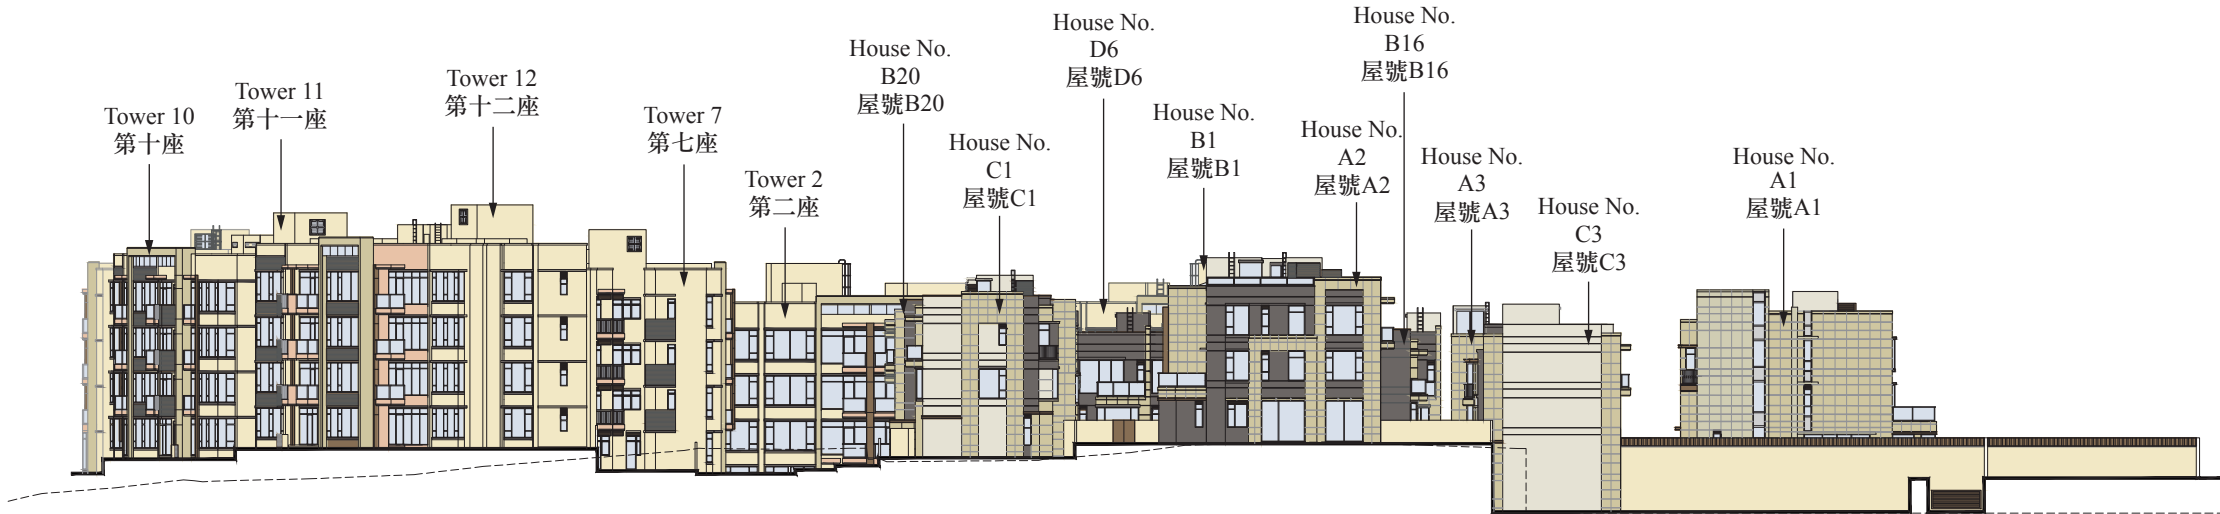 Tower 10
第十座
Tower 11
第十一座
Tower 12
第十二座
Tower 7
第七座
Tower 2
第二座
House No.
B20
屋號B20
House No.
C1
屋號C1
House No.
D6
屋號D6
House No.
B1
屋號B1
House No.
A2
屋號A2
House No.
B16
屋號B16
House No.
A3
屋號A3
House No.
C3
屋號C3
House No.
A1
屋號A1